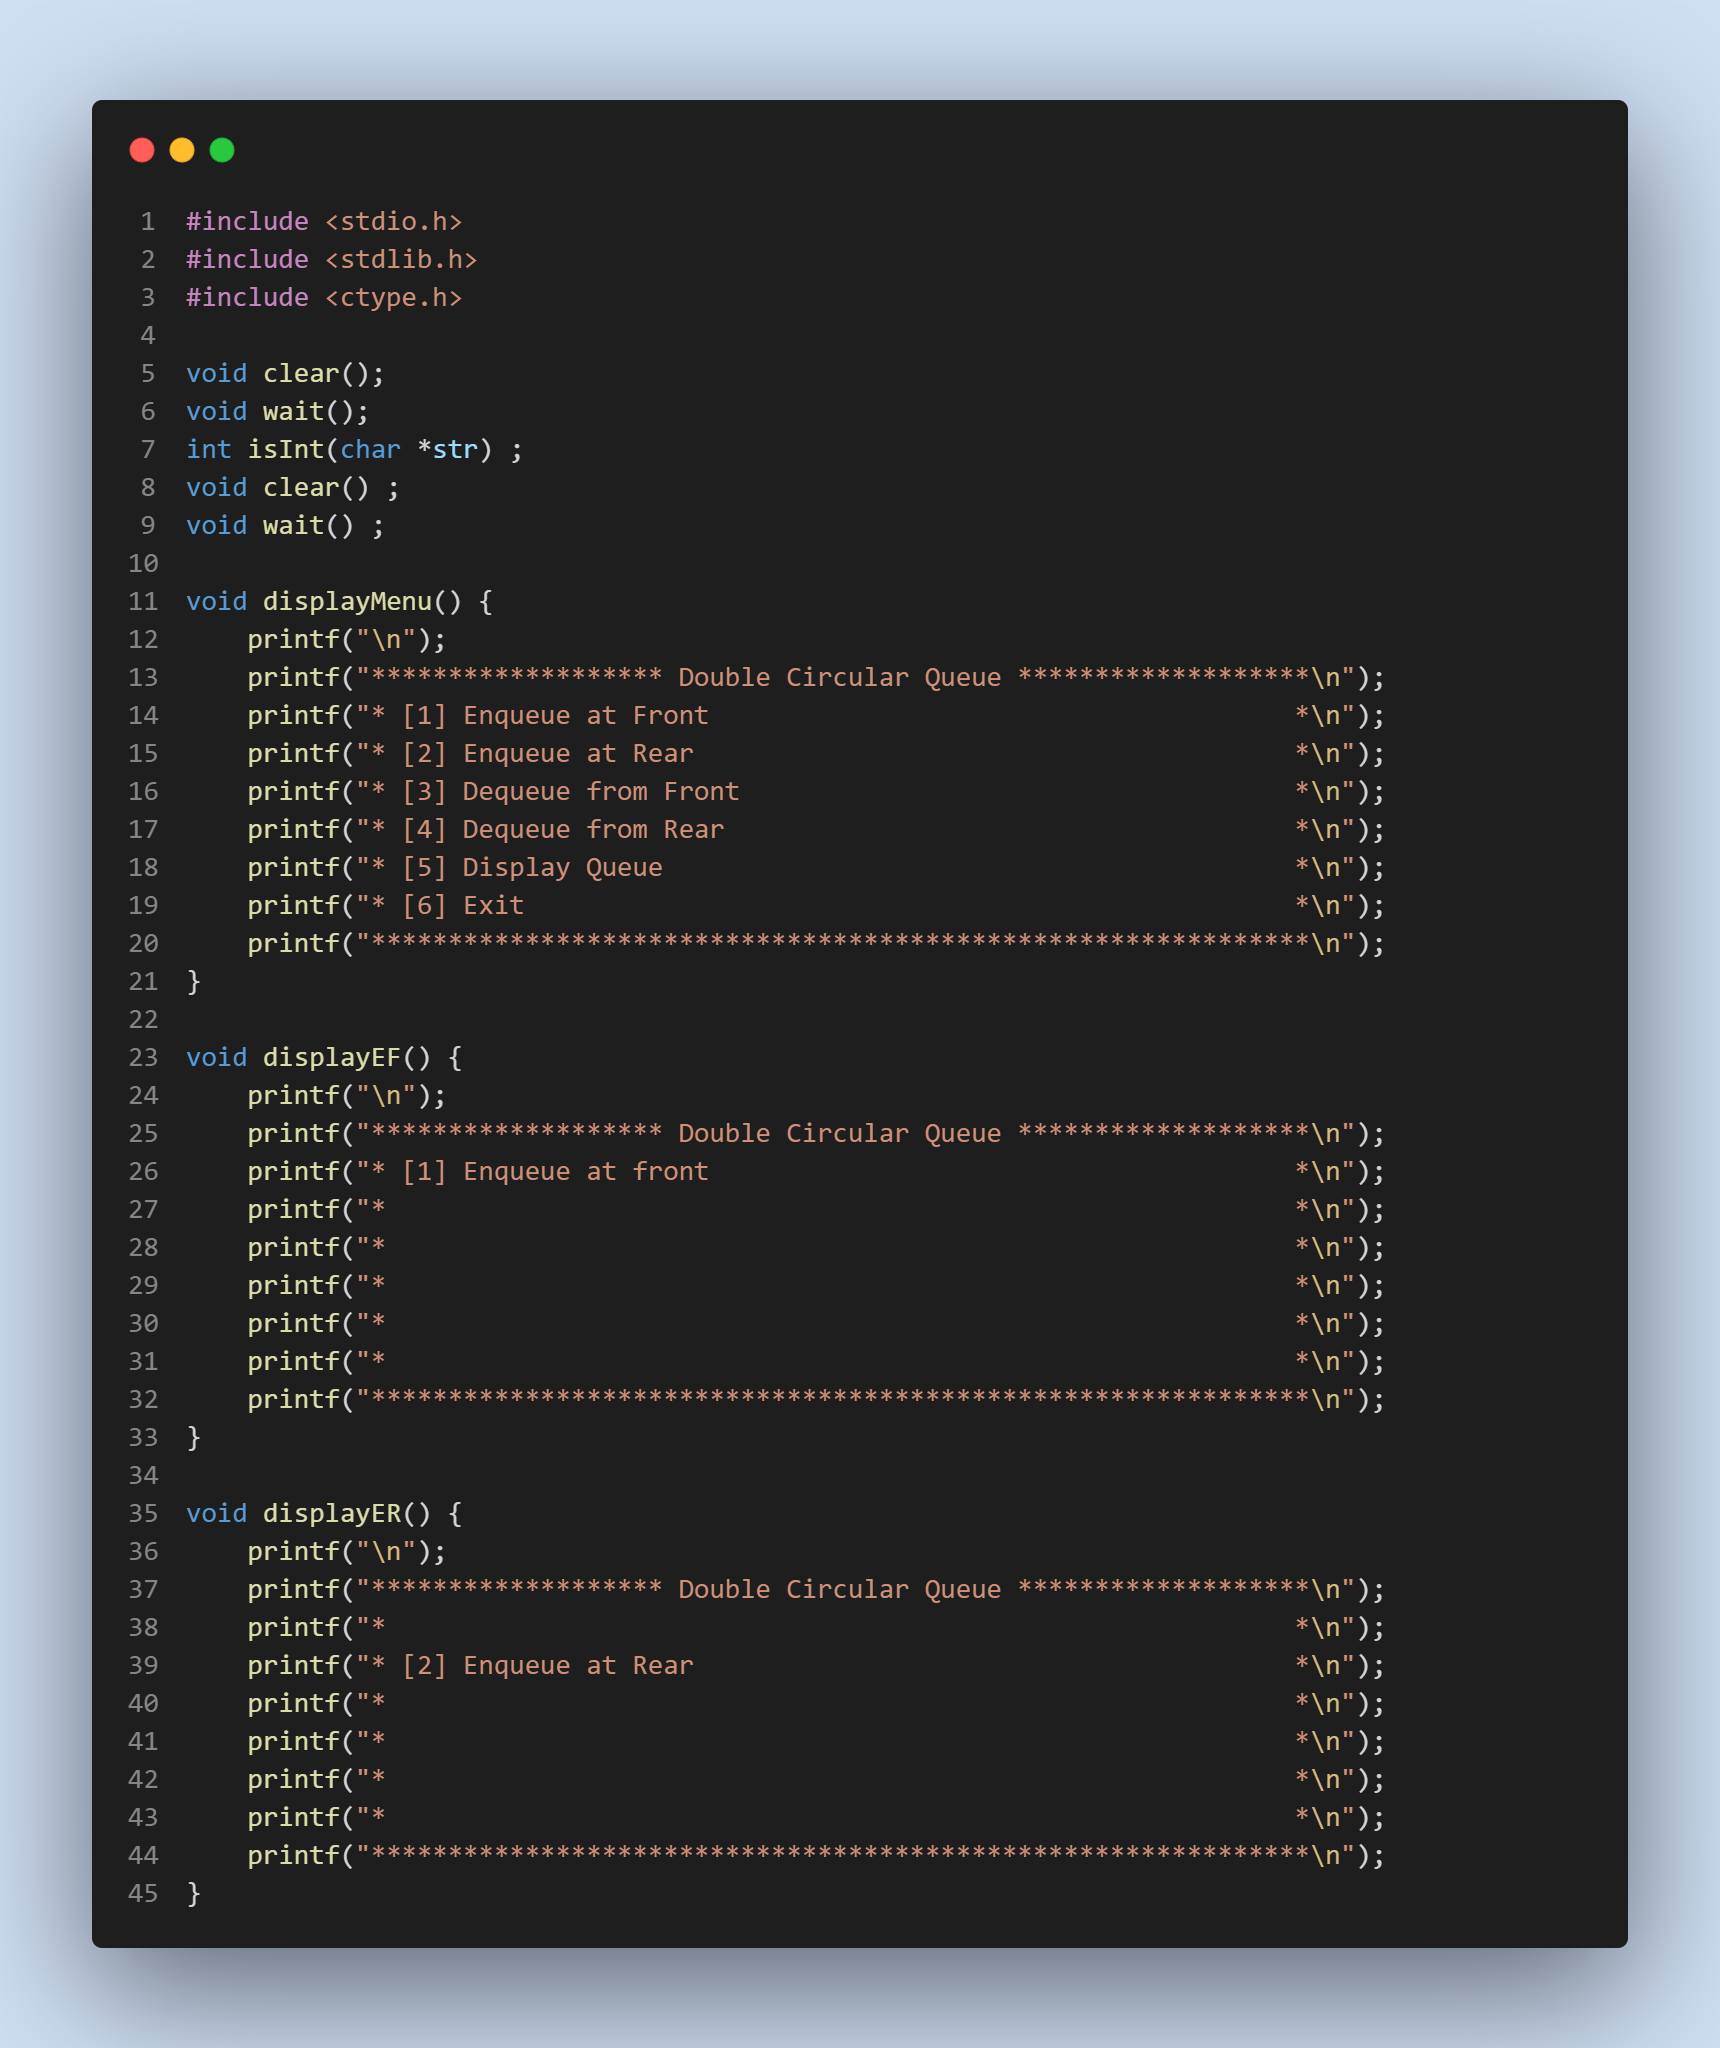 1 #include <stdio.h>
2 #include <stdlib.h>
3 #include <ctype.h>
4
5 void clear();
6 void wait();
7 int isInt(char *str) ;
8 void clear() ;
9 void wait() ;
10
11 void displayMenu() {
12     printf("\n");
13     printf("******************* Double Circular Queue *******************\n");
14     printf("* [1] Enqueue at Front                                      *\n");
15     printf("* [2] Enqueue at Rear                                       *\n");
16     printf("* [3] Dequeue from Front                                    *\n");
17     printf("* [4] Dequeue from Rear                                     *\n");
18     printf("* [5] Display Queue                                         *\n");
19     printf("* [6] Exit                                                  *\n");
20     printf("*************************************************************\n");
21 }
22
23 void displayEF() {
24     printf("\n");
25     printf("******************* Double Circular Queue *******************\n");
26     printf("* [1] Enqueue at front                                      *\n");
27     printf("*                                                           *\n");
28     printf("*                                                           *\n");
29     printf("*                                                           *\n");
30     printf("*                                                           *\n");
31     printf("*                                                           *\n");
32     printf("*************************************************************\n");
33 }
34
35 void displayER() {
36     printf("\n");
37     printf("******************* Double Circular Queue *******************\n");
38     printf("*                                                           *\n");
39     printf("* [2] Enqueue at Rear                                       *\n");
40     printf("*                                                           *\n");
41     printf("*                                                           *\n");
42     printf("*                                                           *\n");
43     printf("*                                                           *\n");
44     printf("*************************************************************\n");
45 }